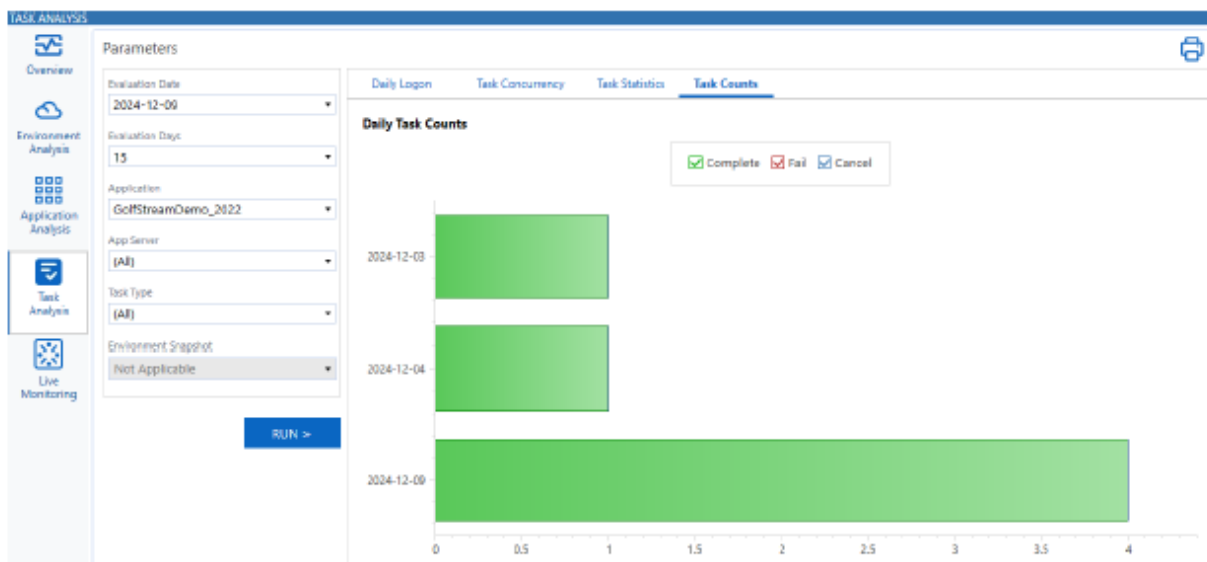 TASK ANALYSIS
Overview
Environment
Analysis
Application
Analysis
Task
Analysis
Live
Monitoring
Parameters
Evaluation Date
2024-12-09
Evaluation Days
15
Application
GolfStreamDemo_2022
App Server
(All)
Task Type
(All)
Environment Snapshot
Not Applicable
RUN >
Daily Logon Task Concurrency Task Statistics Task Counts
Daily Task Counts
Complete Fail Cancel
2024-12-03
2024-12-04
2024-12-09
0 0.5 1 1.5 2 2.5 3 3.5 4